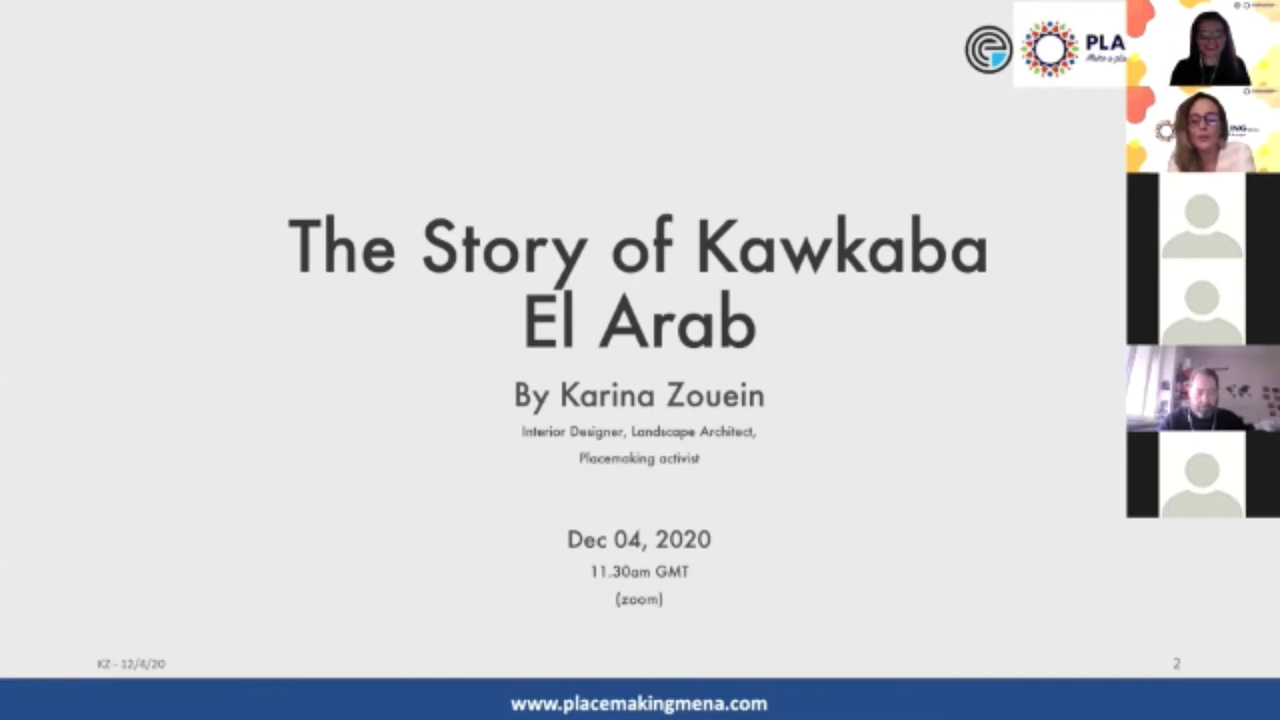 PLA
The Story of Kawkaba
El Arab
By Karina Zouein
Interior Designer, Landscape Architect,
Placemaking activist
Dec 04, 2020
11.30am GMT
(zoom)
KZ - 12/4/20
2
www.placemakingmena.com